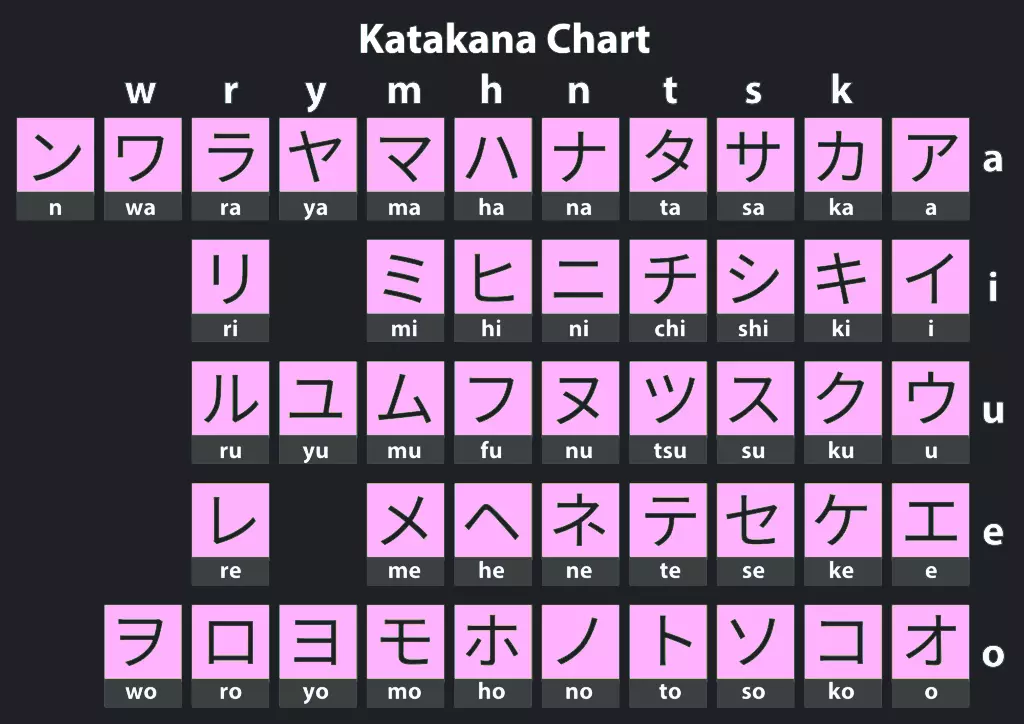 Katakana Chart
w r y m h n t s k
ン ワ ラ ヤ マ ハ ナ タ サ カ ア a
n wa ra ya ma ha na ta sa ka a
リ ミ ヒ ニ チ シ キ イ i
ri mi hi ni chi shi ki i
ル ユ ム フ ヌ ツ ス ク ウ u
ru yu mu fu nu tsu su ku u
レ メ ヘ ネ テ セ ケ エ e
re me he ne te se ke e
ヲ ロ ヨ モ ホ ノ ト ソ コ オ o
wo ro yo mo ho no to so ko o